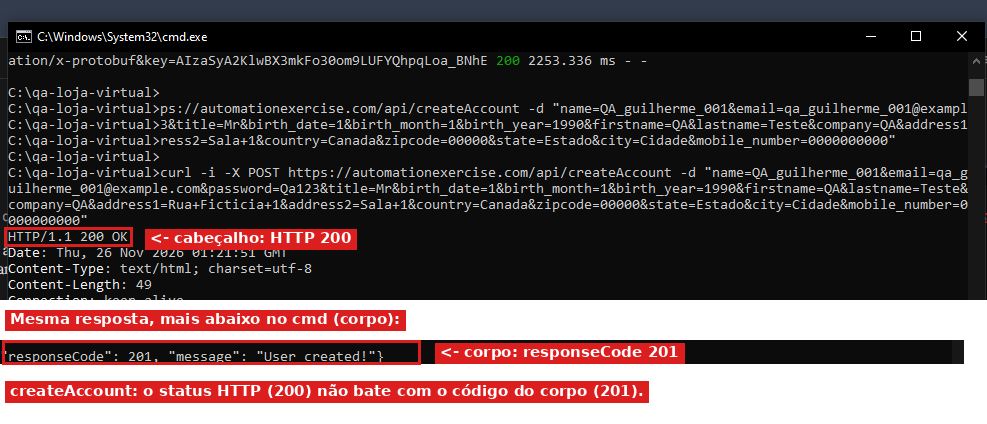 C:\Windows\System32\cmd.exe
ation/x-protobuf&key=AIzaSyA2KlwBX3mkFo30om9LUFYQhpqLoa_BNhE 200 2253.336 ms - -
C:\qa-loja-virtual>
C:\qa-loja-virtual>ps://automationexercise.com/api/createAccount -d "name=QA_guilherme_001&email=qa_guilherme_001@exampl
C:\qa-loja-virtual>3&title=Mr&birth_date=1&birth_month=1&birth_year=1990&firstname=QA&lastname=Teste&company=QA&address1
C:\qa-loja-virtual>ress2=Sala+1&country=Canada&zipcode=00000&state=Estado&city=Cidade&mobile_number=0000000000"
C:\qa-loja-virtual>
C:\qa-loja-virtual>curl -i -X POST https://automationexercise.com/api/createAccount -d "name=QA_guilherme_001&email=qa_g
uilherme_001@example.com&password=Qa123&title=Mr&birth_date=1&birth_month=1&birth_year=1990&firstname=QA&lastname=Teste&
company=QA&address1=Rua+Ficticia+1&address2=Sala+1&country=Canada&zipcode=00000&state=Estado&city=Cidade&mobile_number=0
000000000"
HTTP/1.1 200 OK <- cabeçalho: HTTP 200
Date: Thu, 26 Nov 2026 01:21:51 GMT
Content-Type: text/html; charset=utf-8
Content-Length: 49
Connection: keep-alive
Mesma resposta, mais abaixo no cmd (corpo):
"responseCode": 201, "message": "User created!"} <- corpo: responseCode 201
createAccount: o status HTTP (200) não bate com o código do corpo (201).